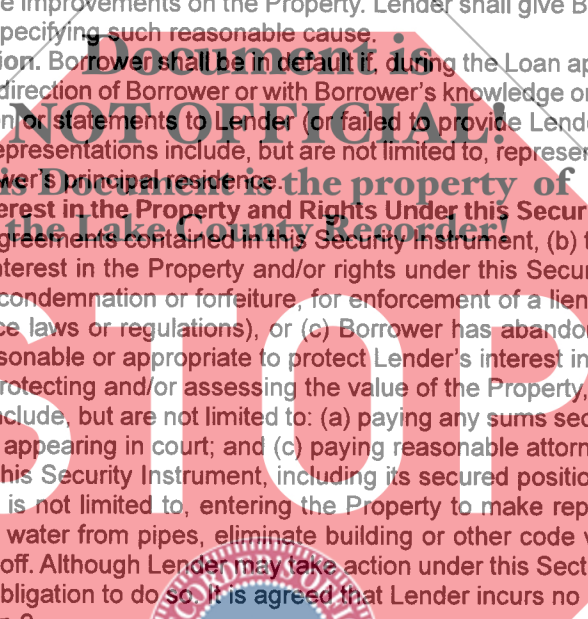 e improvements on the Property. Lender shall give B
pecifying such reasonable cause.
Document is
ion. Borrower shall be in default if, during the Loan ap
direction of Borrower or with Borrower's knowledge or
NOT OFFICIAL!
n or statements to Lender (or failed to provide Lende
epresentations include, but are not limited to, represen
wer's principal residence.
is Document is the property of
erest in the Property and Rights Under this Secur
the Lake County Recorder!
greements contained in this Security Instrument, (b) t
nterest in the Property and/or rights under this Secu
condemnation or forfeiture, for enforcement of a lien
ce laws or regulations), or (c) Borrower has abando
sonable or appropriate to protect Lender's interest in
rotecting and/or assessing the value of the Property,
nclude, but are not limited to: (a) paying any sums sec
appearing in court; and (c) paying reasonable attorn
his Security Instrument, including its secured positio
is not limited to, entering the Property to make rep
water from pipes, eliminate building or other code v
off. Although Lender may take action under this Sect
bligation to do so. It is agreed that Lender incurs no
STOP